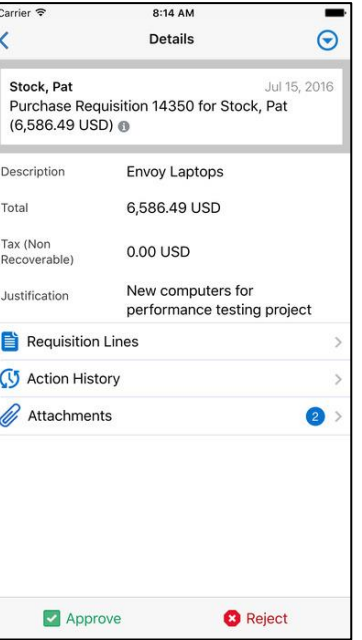 Carrier 8:14 AM
Details
Stock, Pat Jul 15, 2016
Purchase Requisition 14350 for Stock, Pat
(6,586.49 USD)
Description Envoy Laptops
Total 6,586.49 USD
Tax (Non
Recoverable) 0.00 USD
Justification New computers for
performance testing project
Requisition Lines
Action History
Attachments 2
Approve Reject